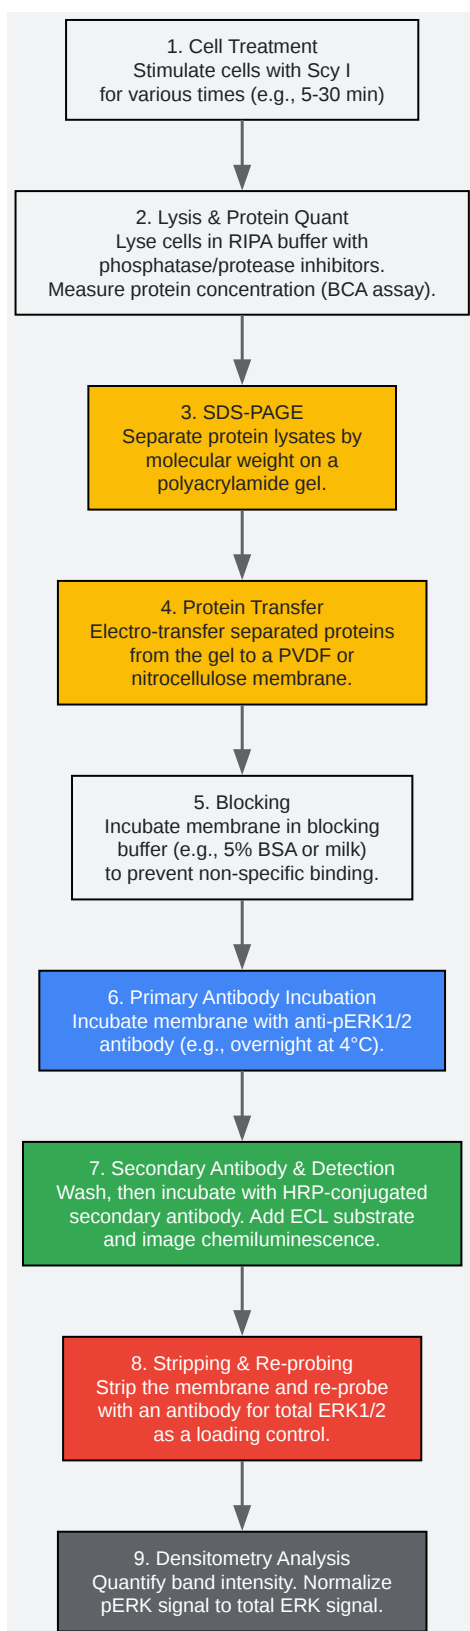 1. Cell Treatment
Stimulate cells with Scy I
for various times (e.g., 5-30 min)
2. Lysis & Protein Quant
Lyse cells in RIPA buffer with
phosphatase/protease inhibitors.
Measure protein concentration (BCA assay).
3. SDS-PAGE
Separate protein lysates by
molecular weight on a
polyacrylamide gel.
4. Protein Transfer
Electro-transfer separated proteins
from the gel to a PVDF or
nitrocellulose membrane.
5. Blocking
Incubate membrane in blocking
buffer (e.g., 5% BSA or milk)
to prevent non-specific binding.
6. Primary Antibody Incubation
Incubate membrane with anti-pERK1/2
antibody (e.g., overnight at 4°C).
7. Secondary Antibody & Detection
Wash, then incubate with HRP-conjugated
secondary antibody. Add ECL substrate
and image chemiluminescence.
8. Stripping & Re-probing
Strip the membrane and re-probe
with an antibody for total ERK1/2
as a loading control.
9. Densitometry Analysis
Quantify band intensity. Normalize
pERK signal to total ERK signal.